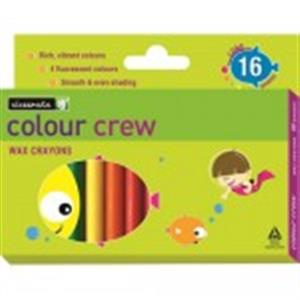 Rich, vibrant colours
4 fluorescent colours
Smooth & even shading
16
classmate
colour crew
WAX CRAYONS